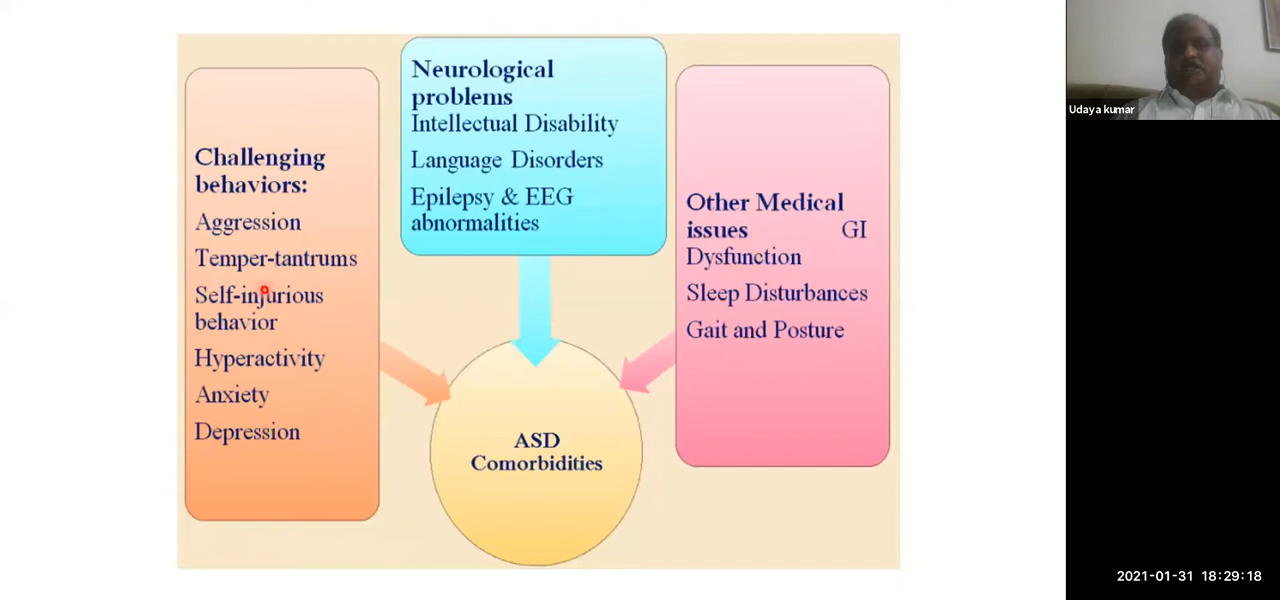 Challenging
behaviors:
Aggression
Temper-tantrums
Self-injurious
behavior
Hyperactivity
Anxiety
Depression
Neurological
problems
Intellectual Disability
Language Disorders
Epilepsy & EEG
abnormalities
Other Medical
issues GI
Dysfunction
Sleep Disturbances
Gait and Posture
ASD
Comorbidities
Udaya kumar
2021-01-31 18:29:18